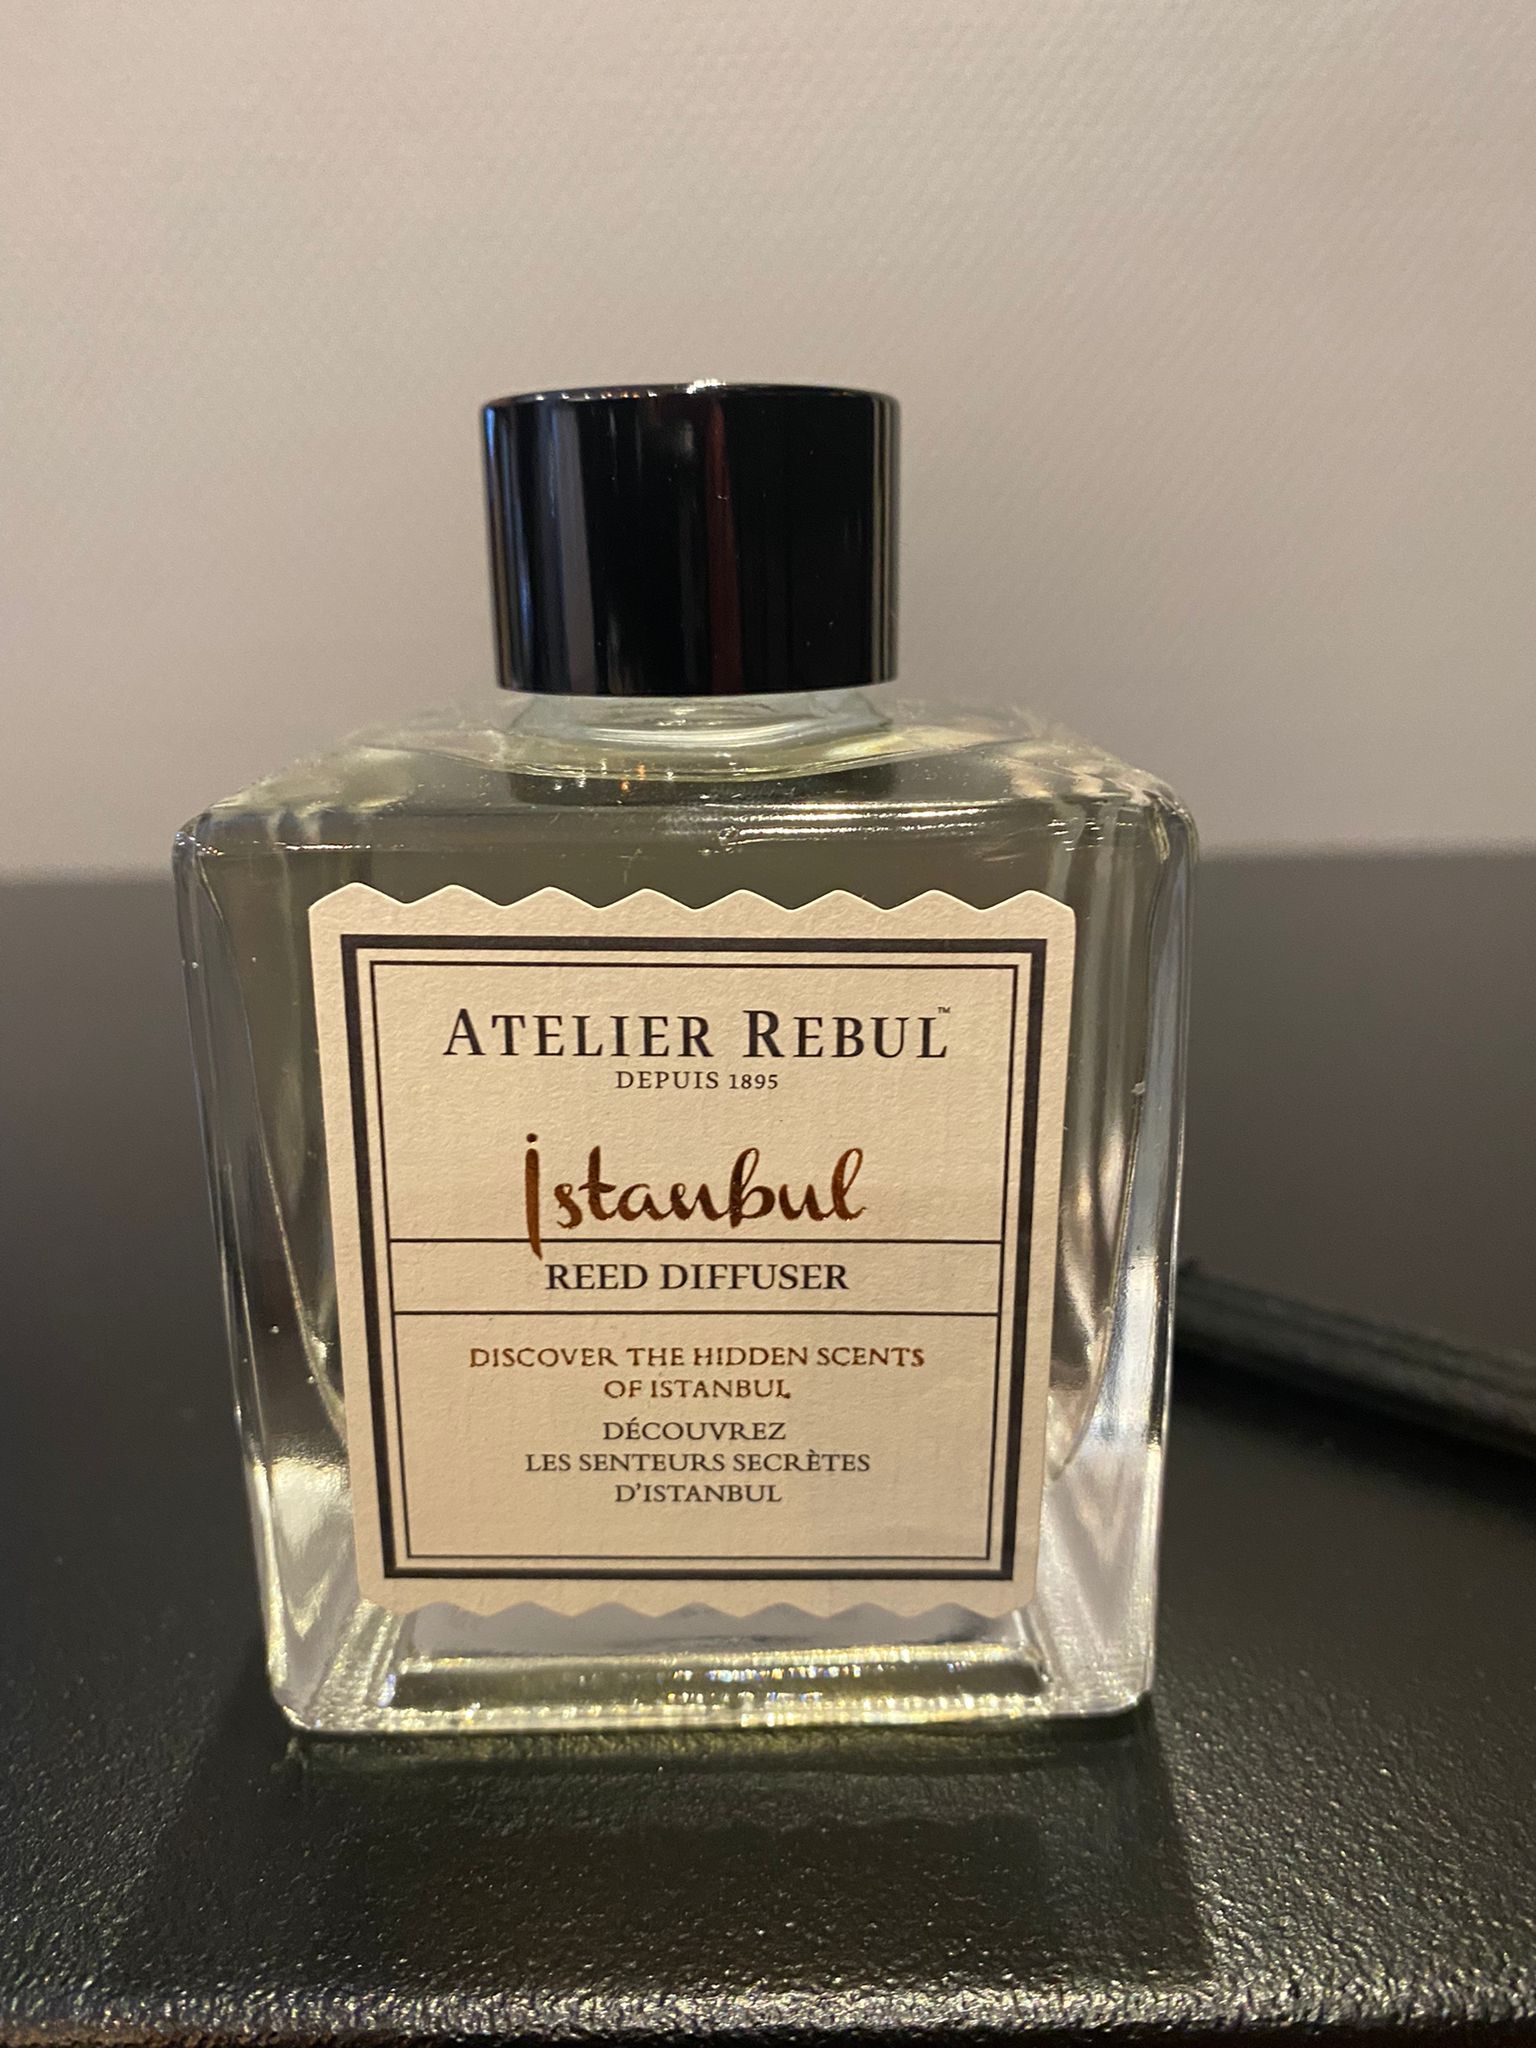 ATELIER REBUL™
DEPUIS 1895
İstanbul
REED DIFFUSER
DISCOVER THE HIDDEN SCENTS
OF ISTANBUL
DÉCOUVREZ
LES SENTEURS SECRÈTES
D'ISTANBUL